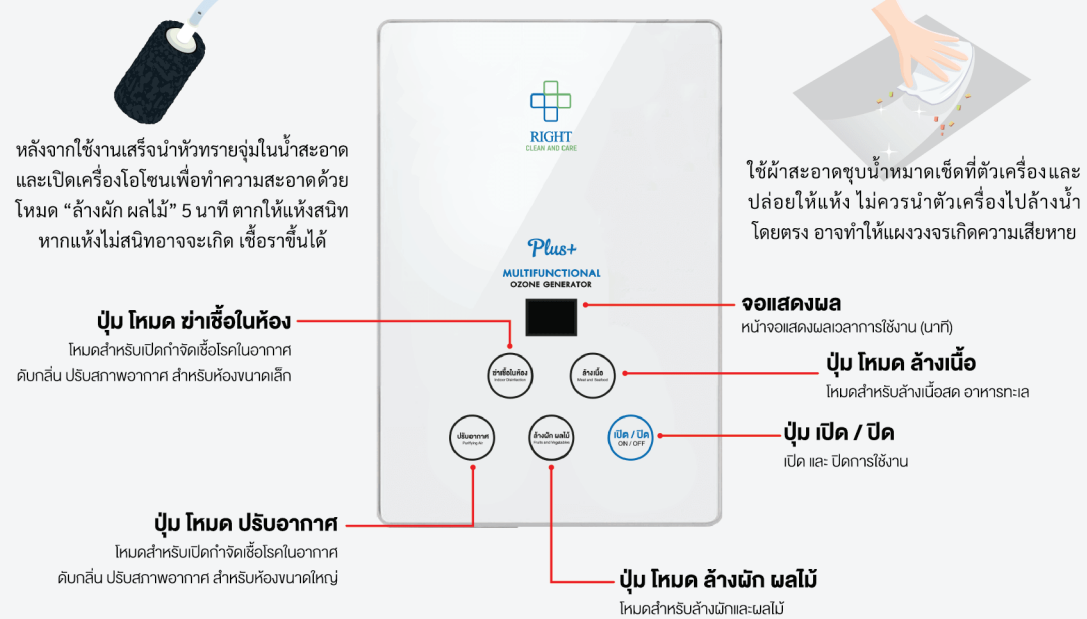 หลังจากใช้งานเสร็จนำหัวทรายจุ่มในน้ำสะอาด
และเปิดเครื่องโอโซนเพื่อทำความสะอาดด้วย
โหมด “ล้างผัก ผลไม้” 5 นาที ตากให้แห้งสนิท
หากแห้งไม่สนิทอาจจะเกิด เชื้อราขึ้นได้
RIGHT
CLEAN AND CARE
ใช้ผ้าสะอาดชุบน้ำหมาดเช็ดที่ตัวเครื่องและ
ปล่อยให้แห้ง ไม่ควรนำตัวเครื่องไปล้างน้ำ
โดยตรง อาจทำให้แผงวงจรเกิดความเสียหาย
Plus+
MULTIFUNCTIONAL
OZONE GENERATOR
ปุ่ม โหมด ฆ่าเชื้อในห้อง
โหมดสำหรับเปิดกำจัดเชื้อโรคในอากาศ
ดับกลิ่น ปรับสภาพอากาศ สำหรับห้องขนาดเล็ก
จอแสดงผล
หน้าจอแสดงผลเวลาการใช้งาน (นาที)
ฆ่าเชื้อในห้อง
Indoor Disinfection
ล้างเนื้อ
Meat and Seafood
ปุ่ม โหมด ล้างเนื้อ
โหมดสำหรับล้างเนื้อสด อาหารทะเล
ปรับอากาศ
Purifying Air
ล้างผัก ผลไม้
Fruits and Vegetables
เปิด / ปิด
ON / OFF
ปุ่ม เปิด / ปิด
เปิด และ ปิดการใช้งาน
ปุ่ม โหมด ปรับอากาศ
โหมดสำหรับเปิดกำจัดเชื้อโรคในอากาศ
ดับกลิ่น ปรับสภาพอากาศ สำหรับห้องขนาดใหญ่
ปุ่ม โหมด ล้างผัก ผลไม้
โหมดสำหรับล้างผักและผลไม้